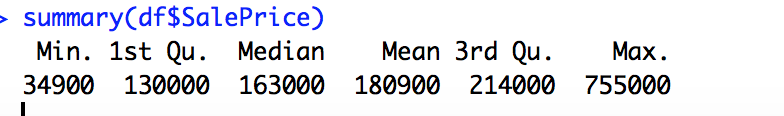 > summary(df$SalePrice)
Min. 1st Qu. Median Mean 3rd Qu. Max.
34900 130000 163000 180900 214000 755000